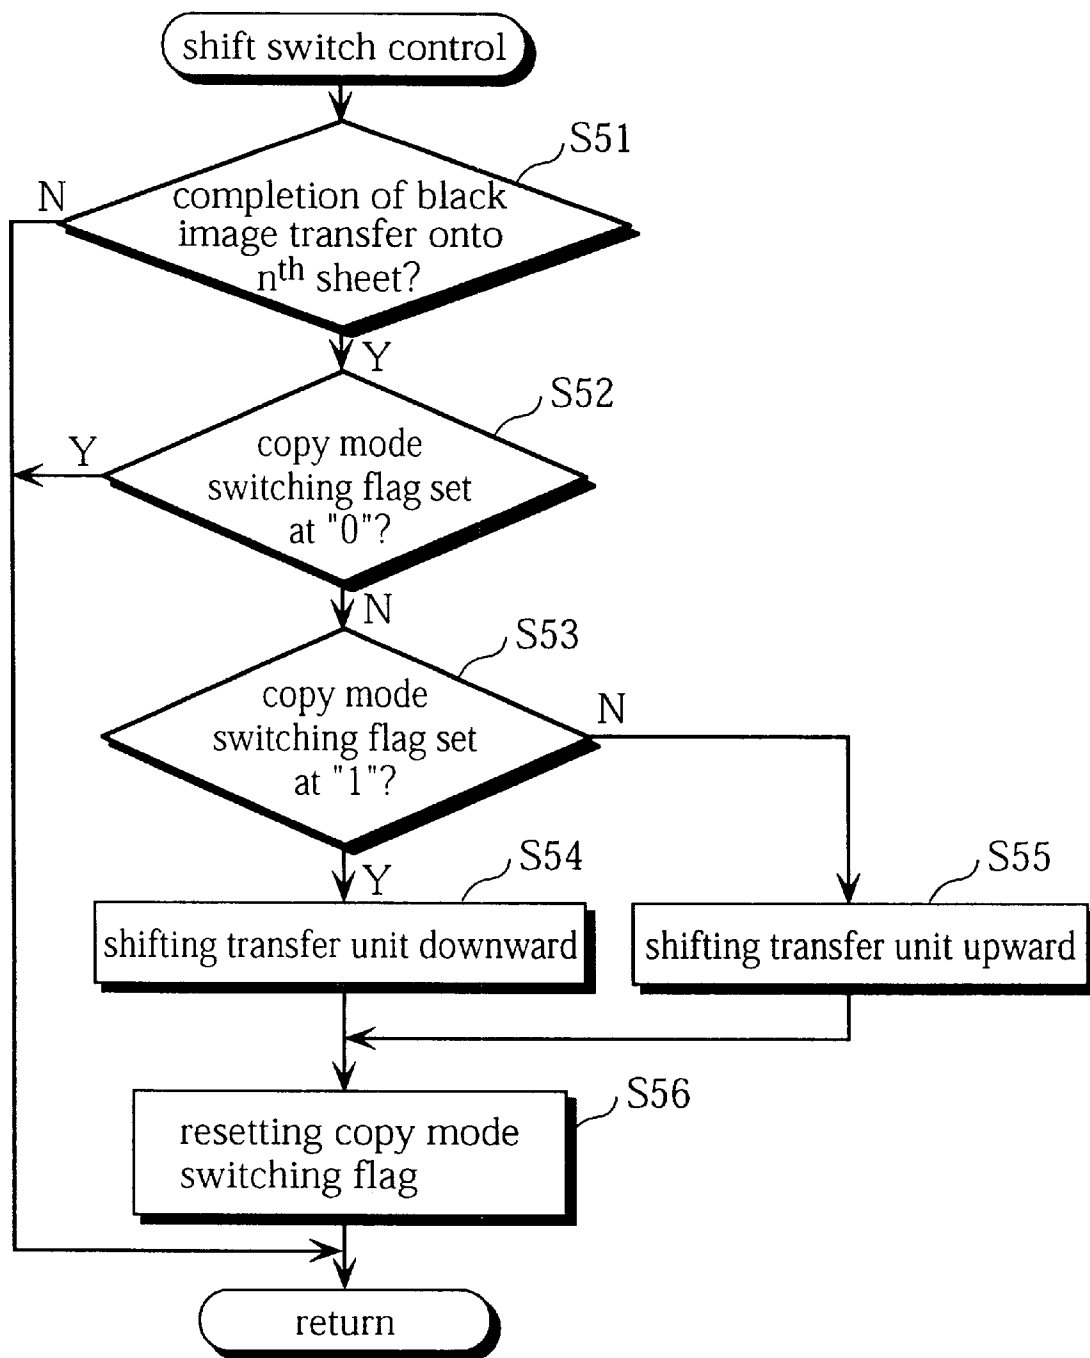 shift switch control
S51
N
completion of black
image transfer onto
nth sheet?
Y
S52
Y
copy mode
switching flag set
at "0"?
N
S53
N
copy mode
switching flag set
at "1"?
Y
S54
S55
shifting transfer unit downward
shifting transfer unit upward
S56
resetting copy mode
switching flag
return